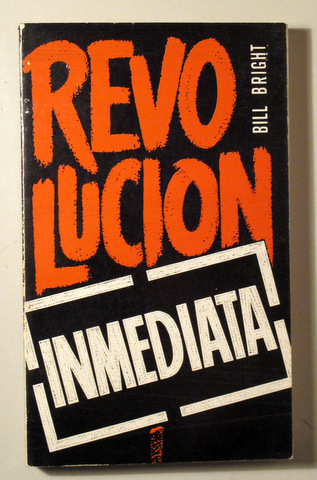 REVO
LUCION
BILL BRIGHT
INMEDIATA